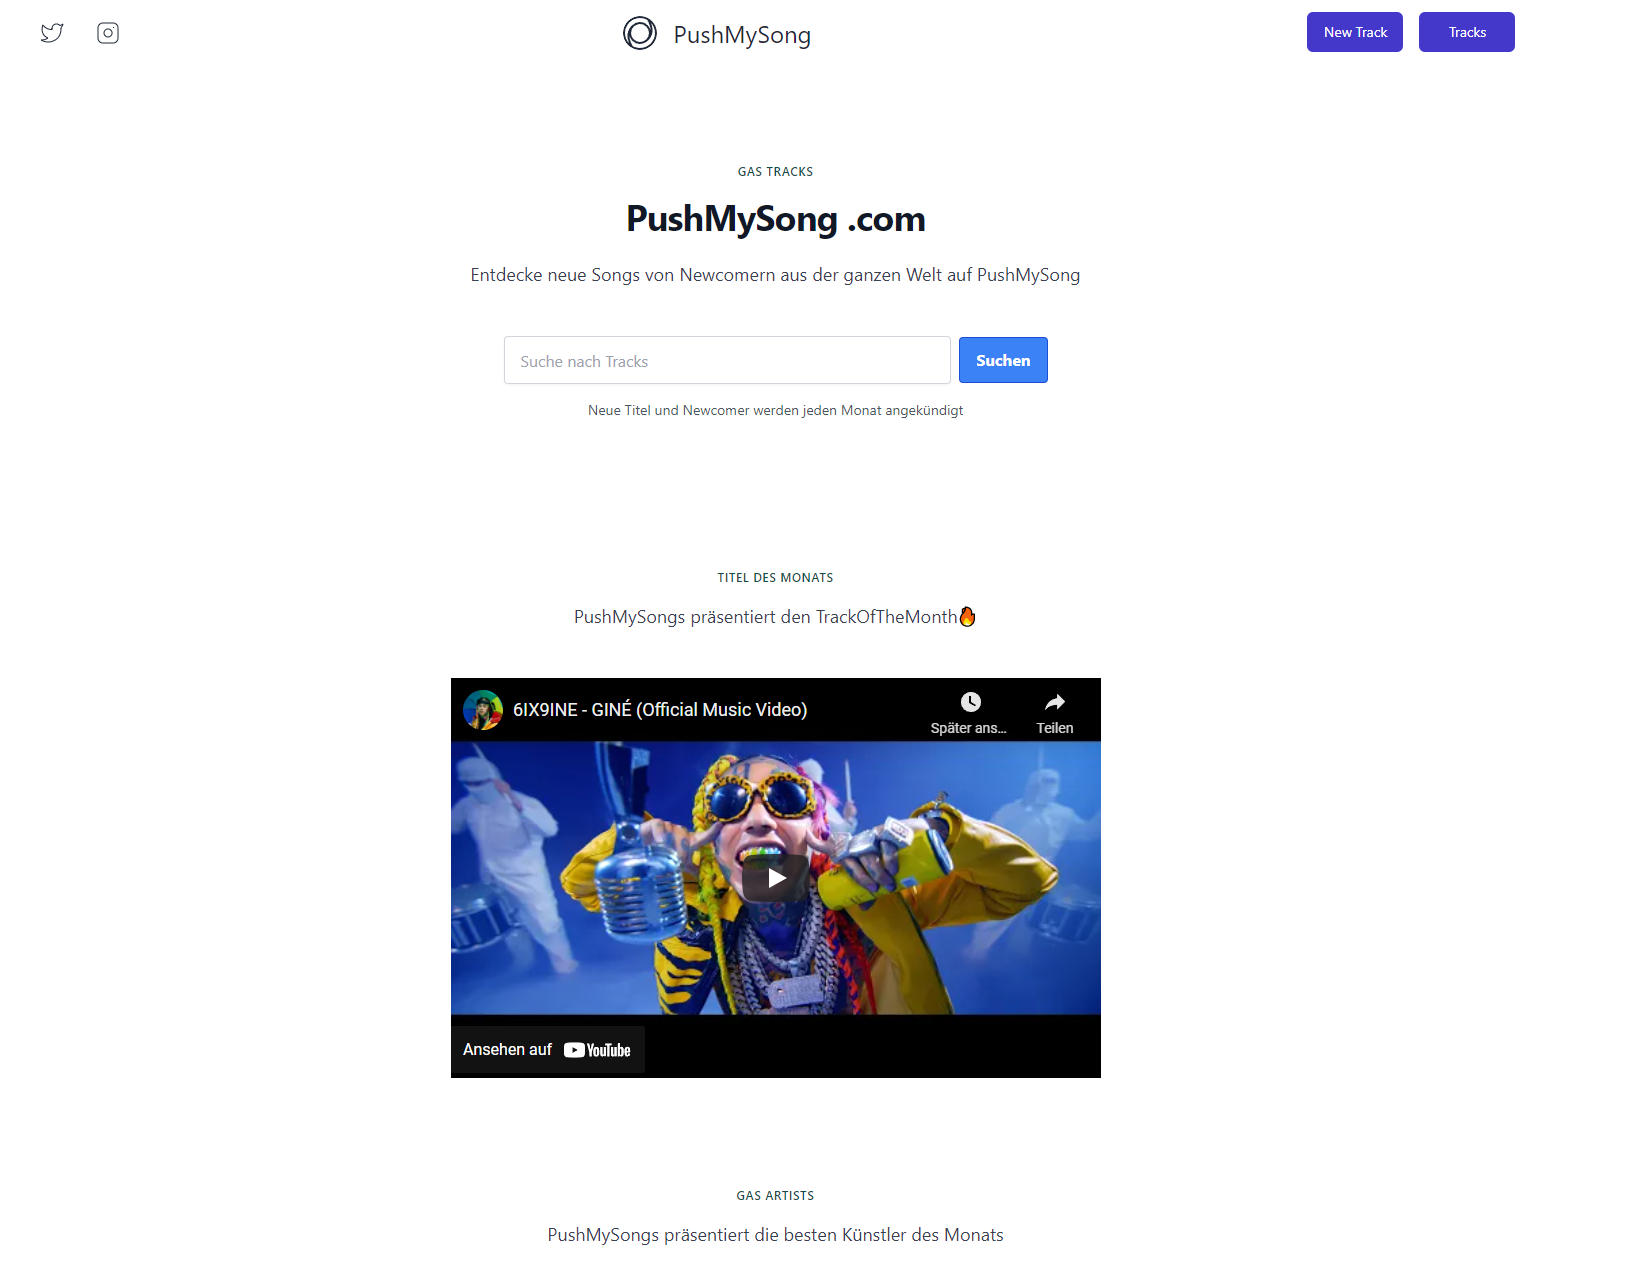 PushMySong
New Track
Tracks
GAS TRACKS
PushMySong .com
Entdecke neue Songs von Newcomern aus der ganzen Welt auf PushMySong
Suche nach Tracks
Suchen
Neue Titel und Newcomer werden jeden Monat angekündigt
TITEL DES MONATS
PushMySongs präsentiert den TrackOfTheMonth🔥
6IX9INE - GINÉ (Official Music Video)
Später ans...
Teilen
Ansehen auf YouTube
GAS ARTISTS
PushMySongs präsentiert die besten Künstler des Monats